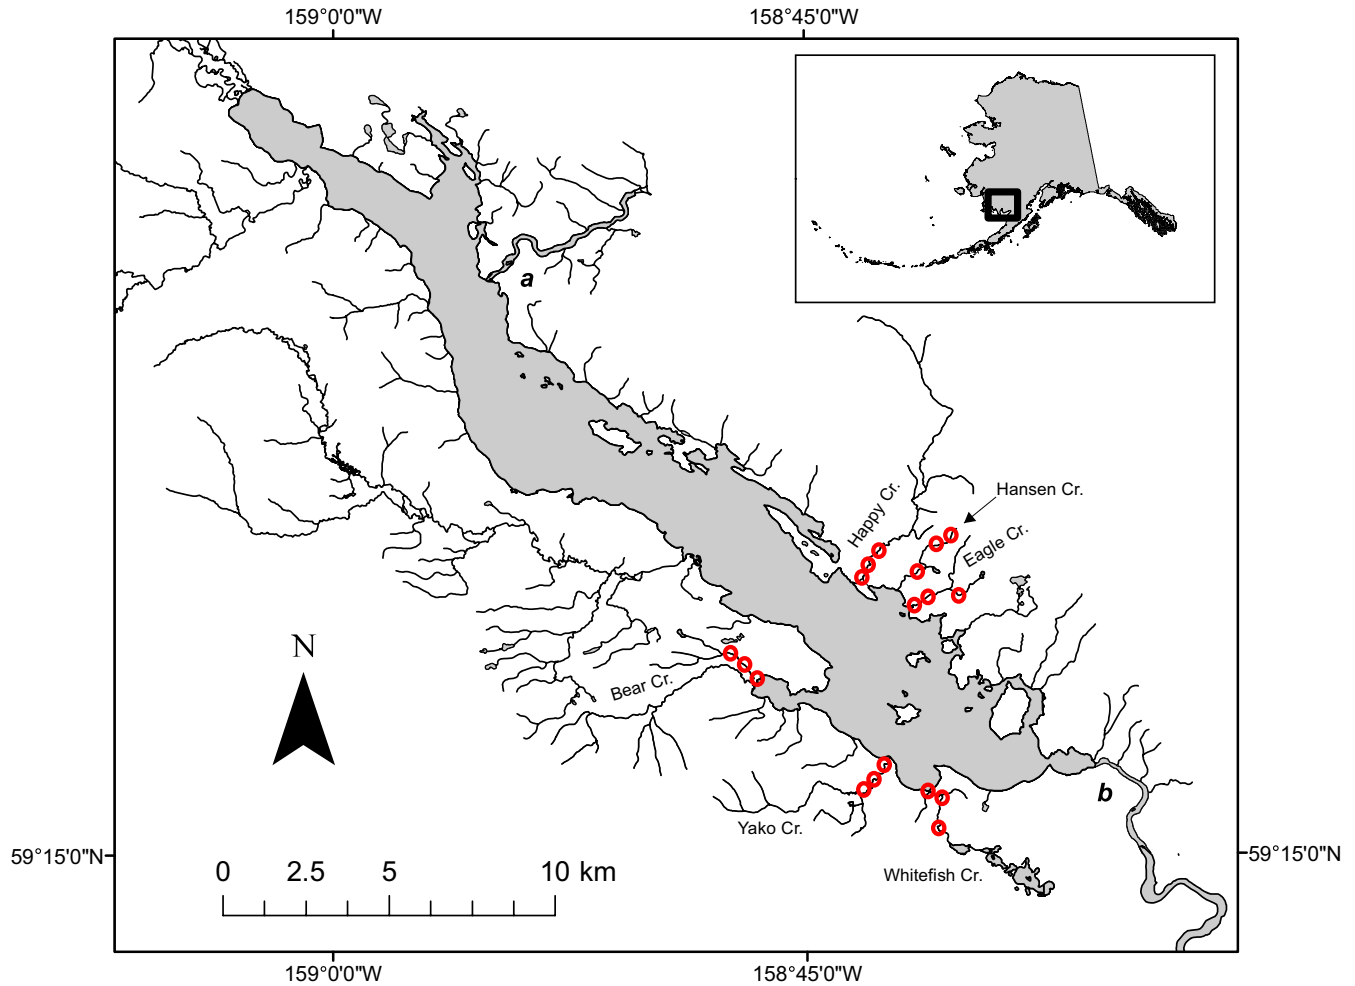 159°0'0"W
158°45'0"W
a
Happy Cr.
Hansen Cr.
Eagle Cr.
N
Bear Cr.
b
Yako Cr.
59°15'0"N
59°15'0"N
0 2.5 5 10 km
Whitefish Cr.
159°0'0"W
158°45'0"W